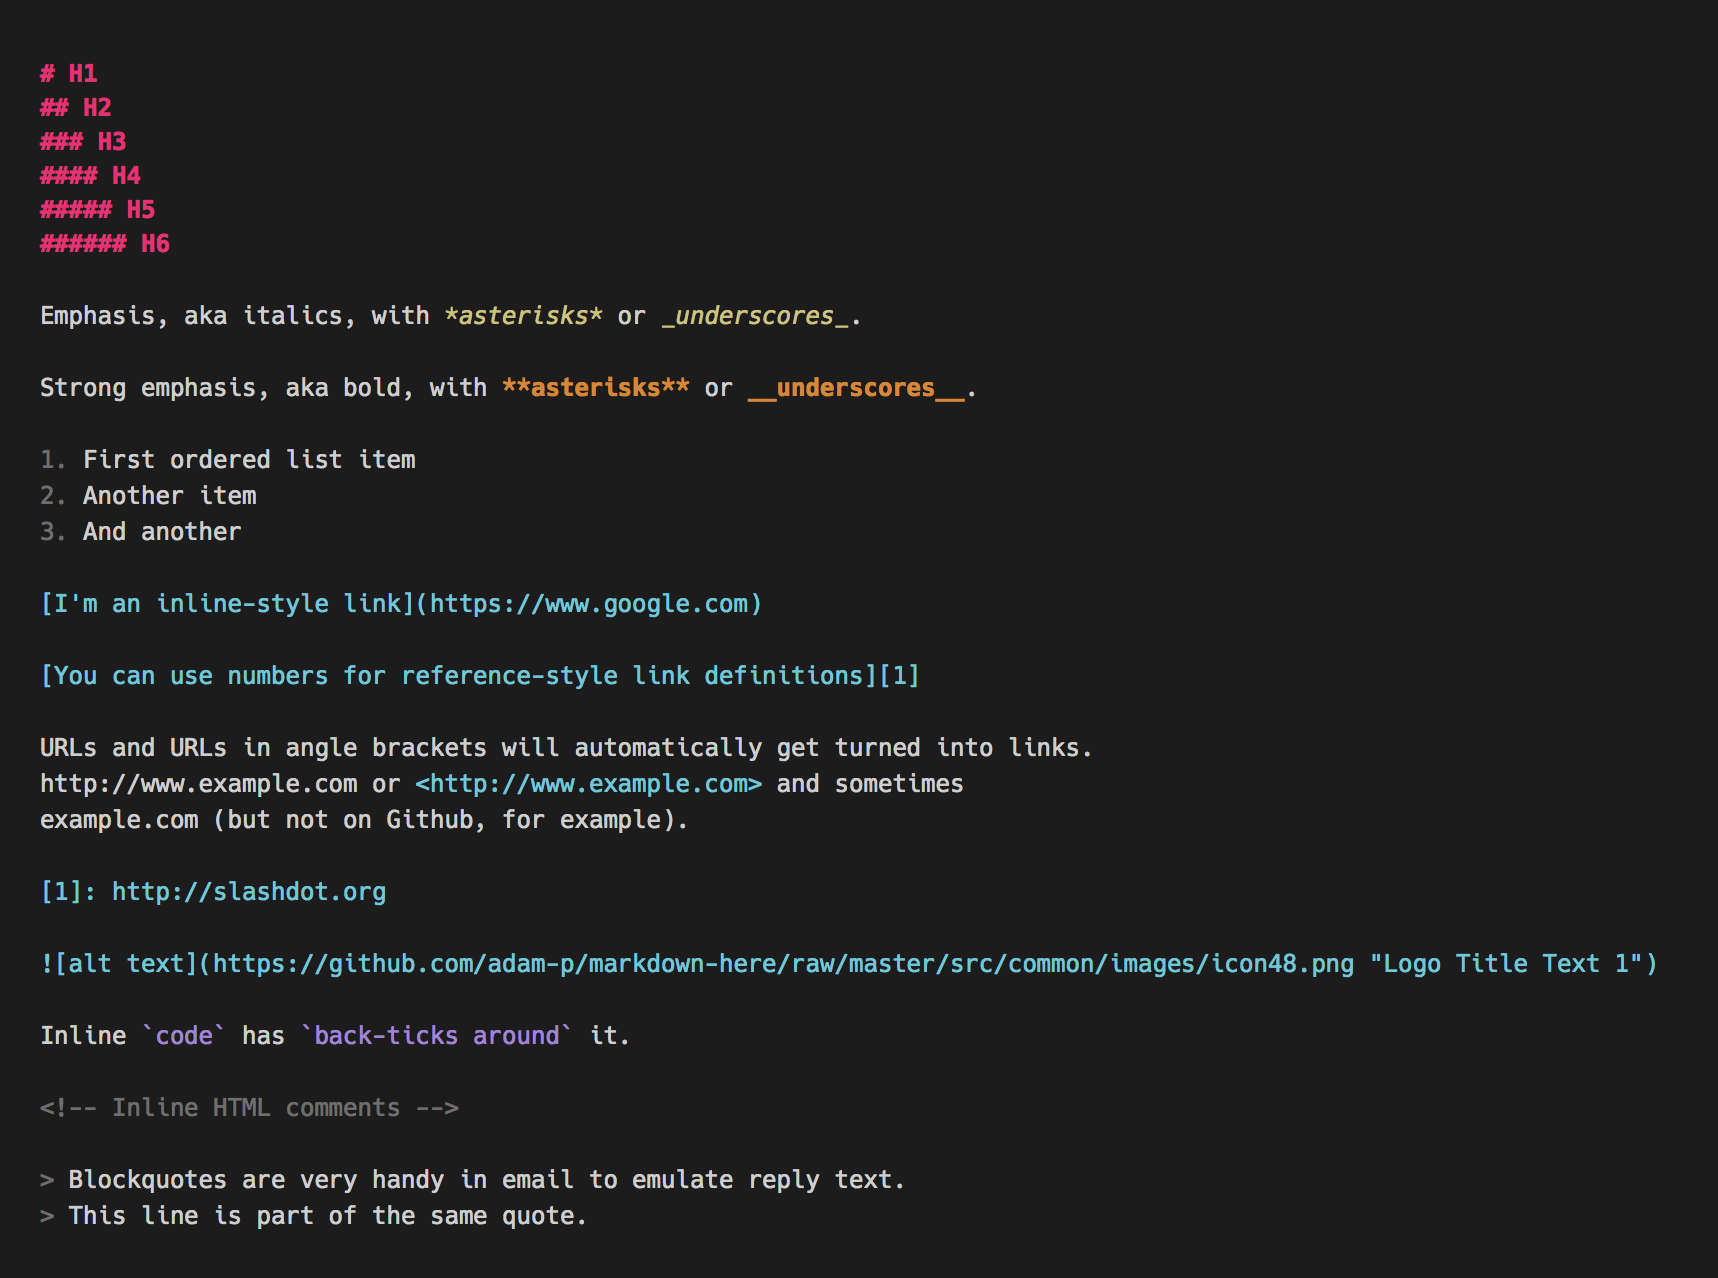 # H1
## H2
### H3
#### H4
##### H5
###### H6
Emphasis, aka italics, with *asterisks* or _underscores_.
Strong emphasis, aka bold, with **asterisks** or __underscores__.
1. First ordered list item
2. Another item
3. And another
[I'm an inline-style link](https://www.google.com)
[You can use numbers for reference-style link definitions][1]
URLs and URLs in angle brackets will automatically get turned into links.
http://www.example.com or <http://www.example.com> and sometimes
example.com (but not on Github, for example).
[1]: http://slashdot.org
![alt text](https://github.com/adam-p/markdown-here/raw/master/src/common/images/icon48.png "Logo Title Text 1")
Inline `code` has `back-ticks around` it.
<!-- Inline HTML comments -->
> Blockquotes are very handy in email to emulate reply text.
> This line is part of the same quote.